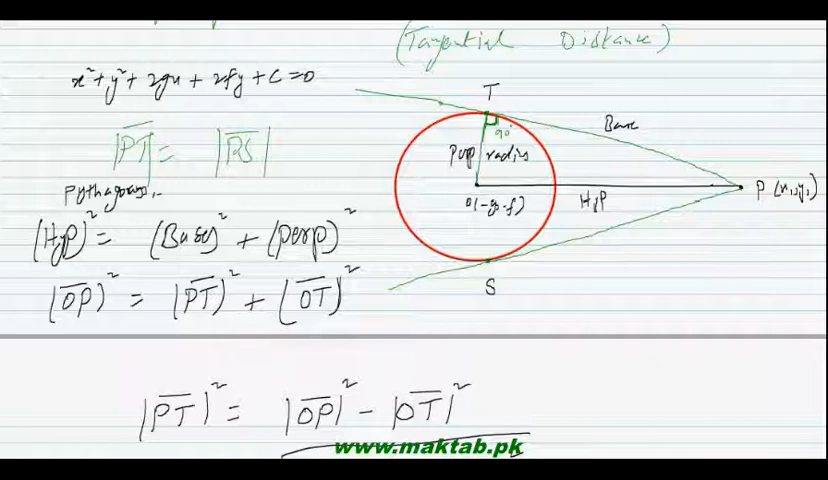 (Tangential Distance)
x²+y²+2gx+2fy+c=0
T
90°
Base
|PT| = |PS|
Perp radius
Pythagoras,
P(x₁,y₁)
O(-g,-f)
Hyp
(Hyp)² = (Base)² + (perp)²
|OP|² = |PT|² + (OT)²
S
|PT|² = |OP|² - |OT|²
www.maktab.pk